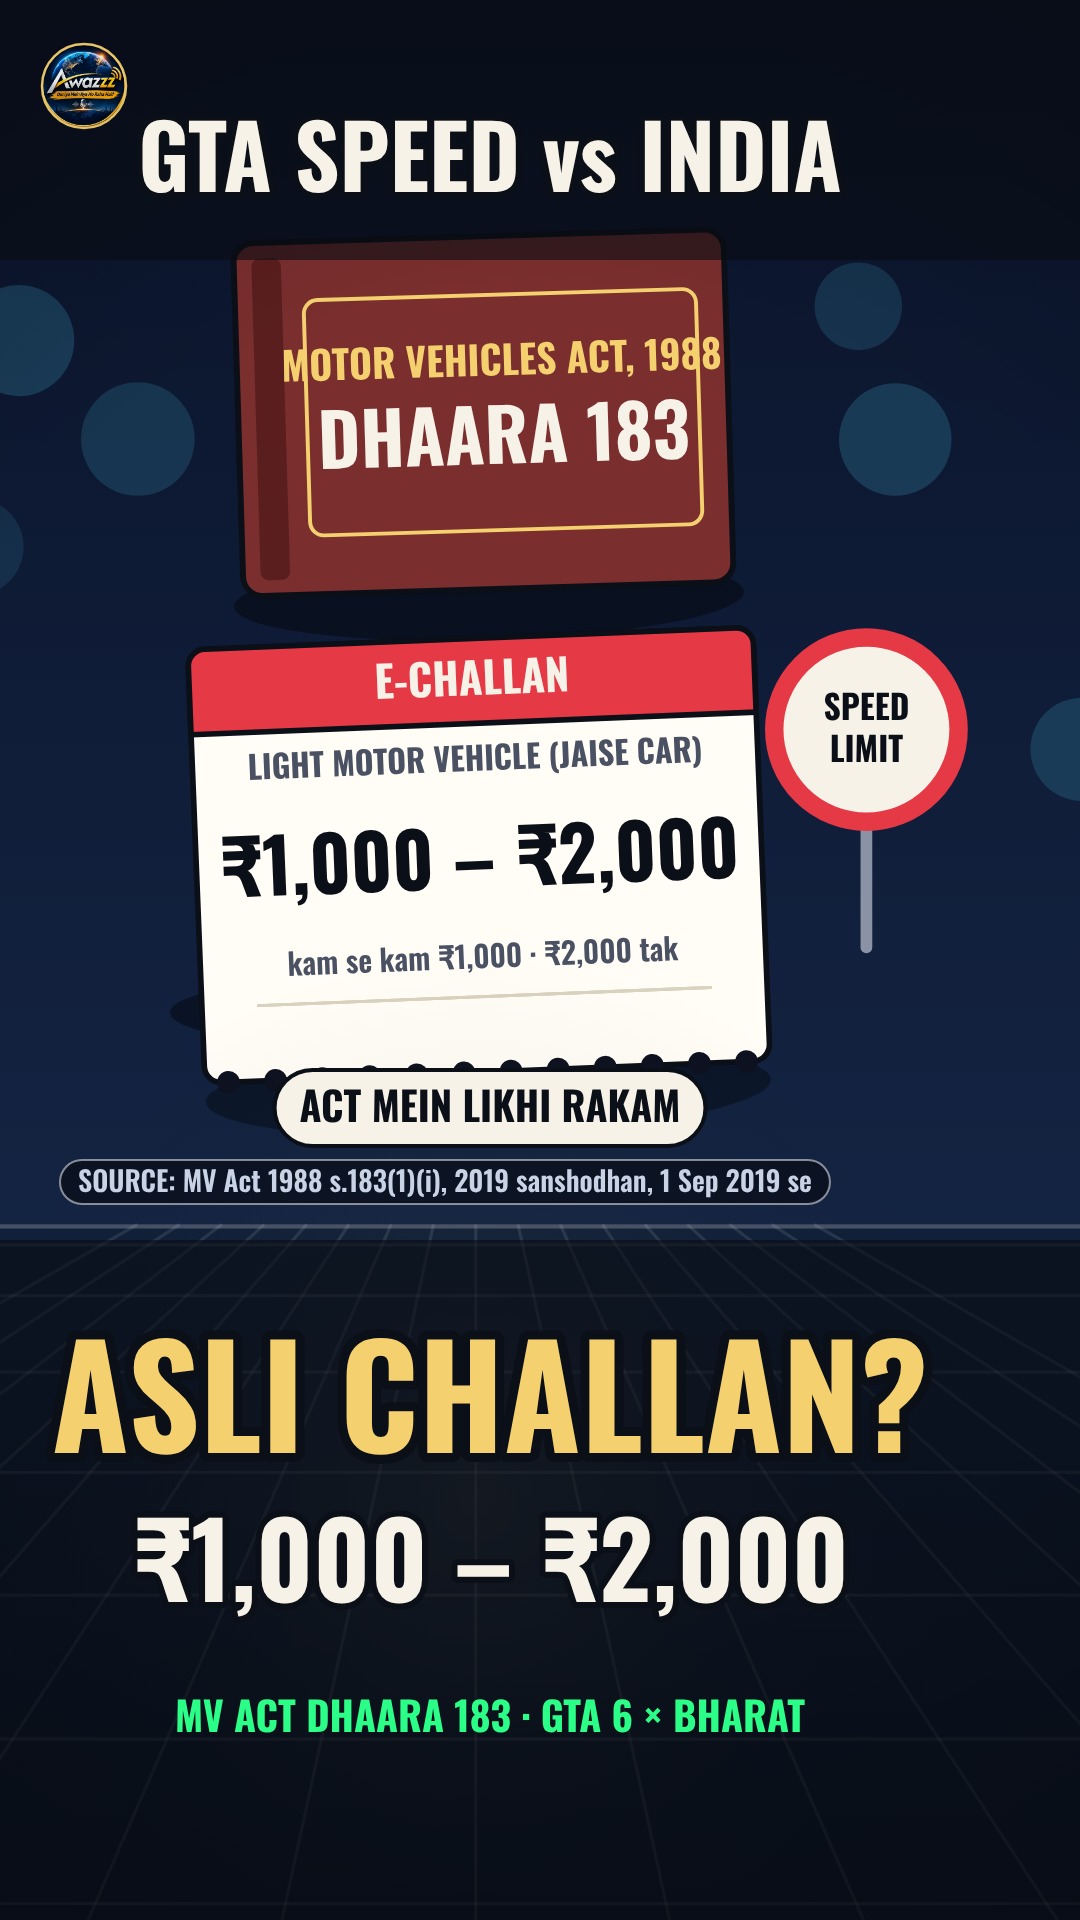 Awazzz
GTA SPEED vs INDIA
MOTOR VEHICLES ACT, 1988
DHAARA 183
E-CHALLAN
LIGHT MOTOR VEHICLE (JAISE CAR)
₹1,000 – ₹2,000
kam se kam ₹1,000 · ₹2,000 tak
SPEED
LIMIT
ACT MEIN LIKHI RAKAM
SOURCE: MV Act 1988 s.183(1)(i), 2019 sanshodhan, 1 Sep 2019 se
ASLI CHALLAN?
₹1,000 – ₹2,000
MV ACT DHAARA 183 · GTA 6 × BHARAT